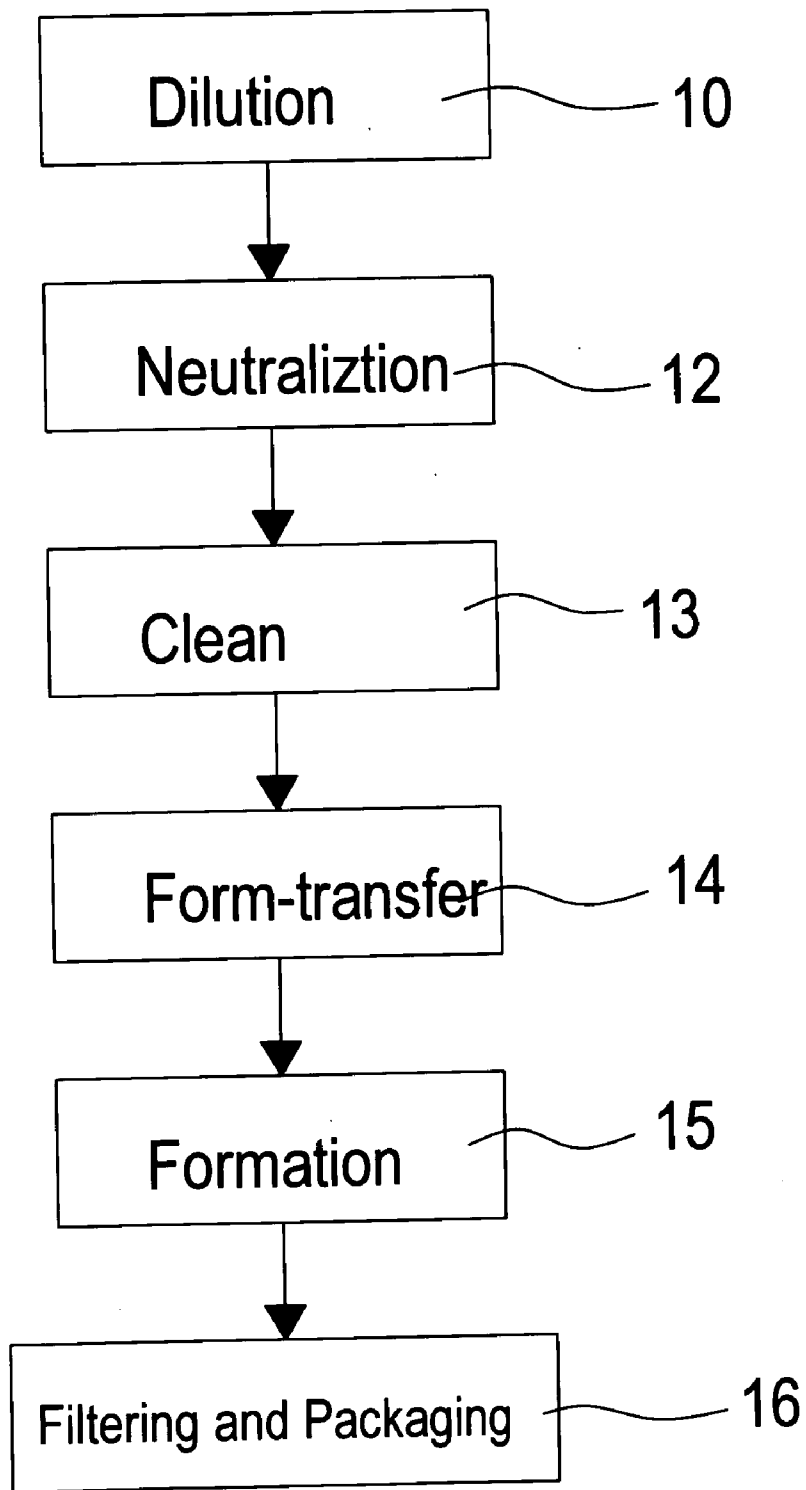 Dilution
10
Neutraliztion
12
Clean
13
Form-transfer
14
Formation
15
Filtering and Packaging
16